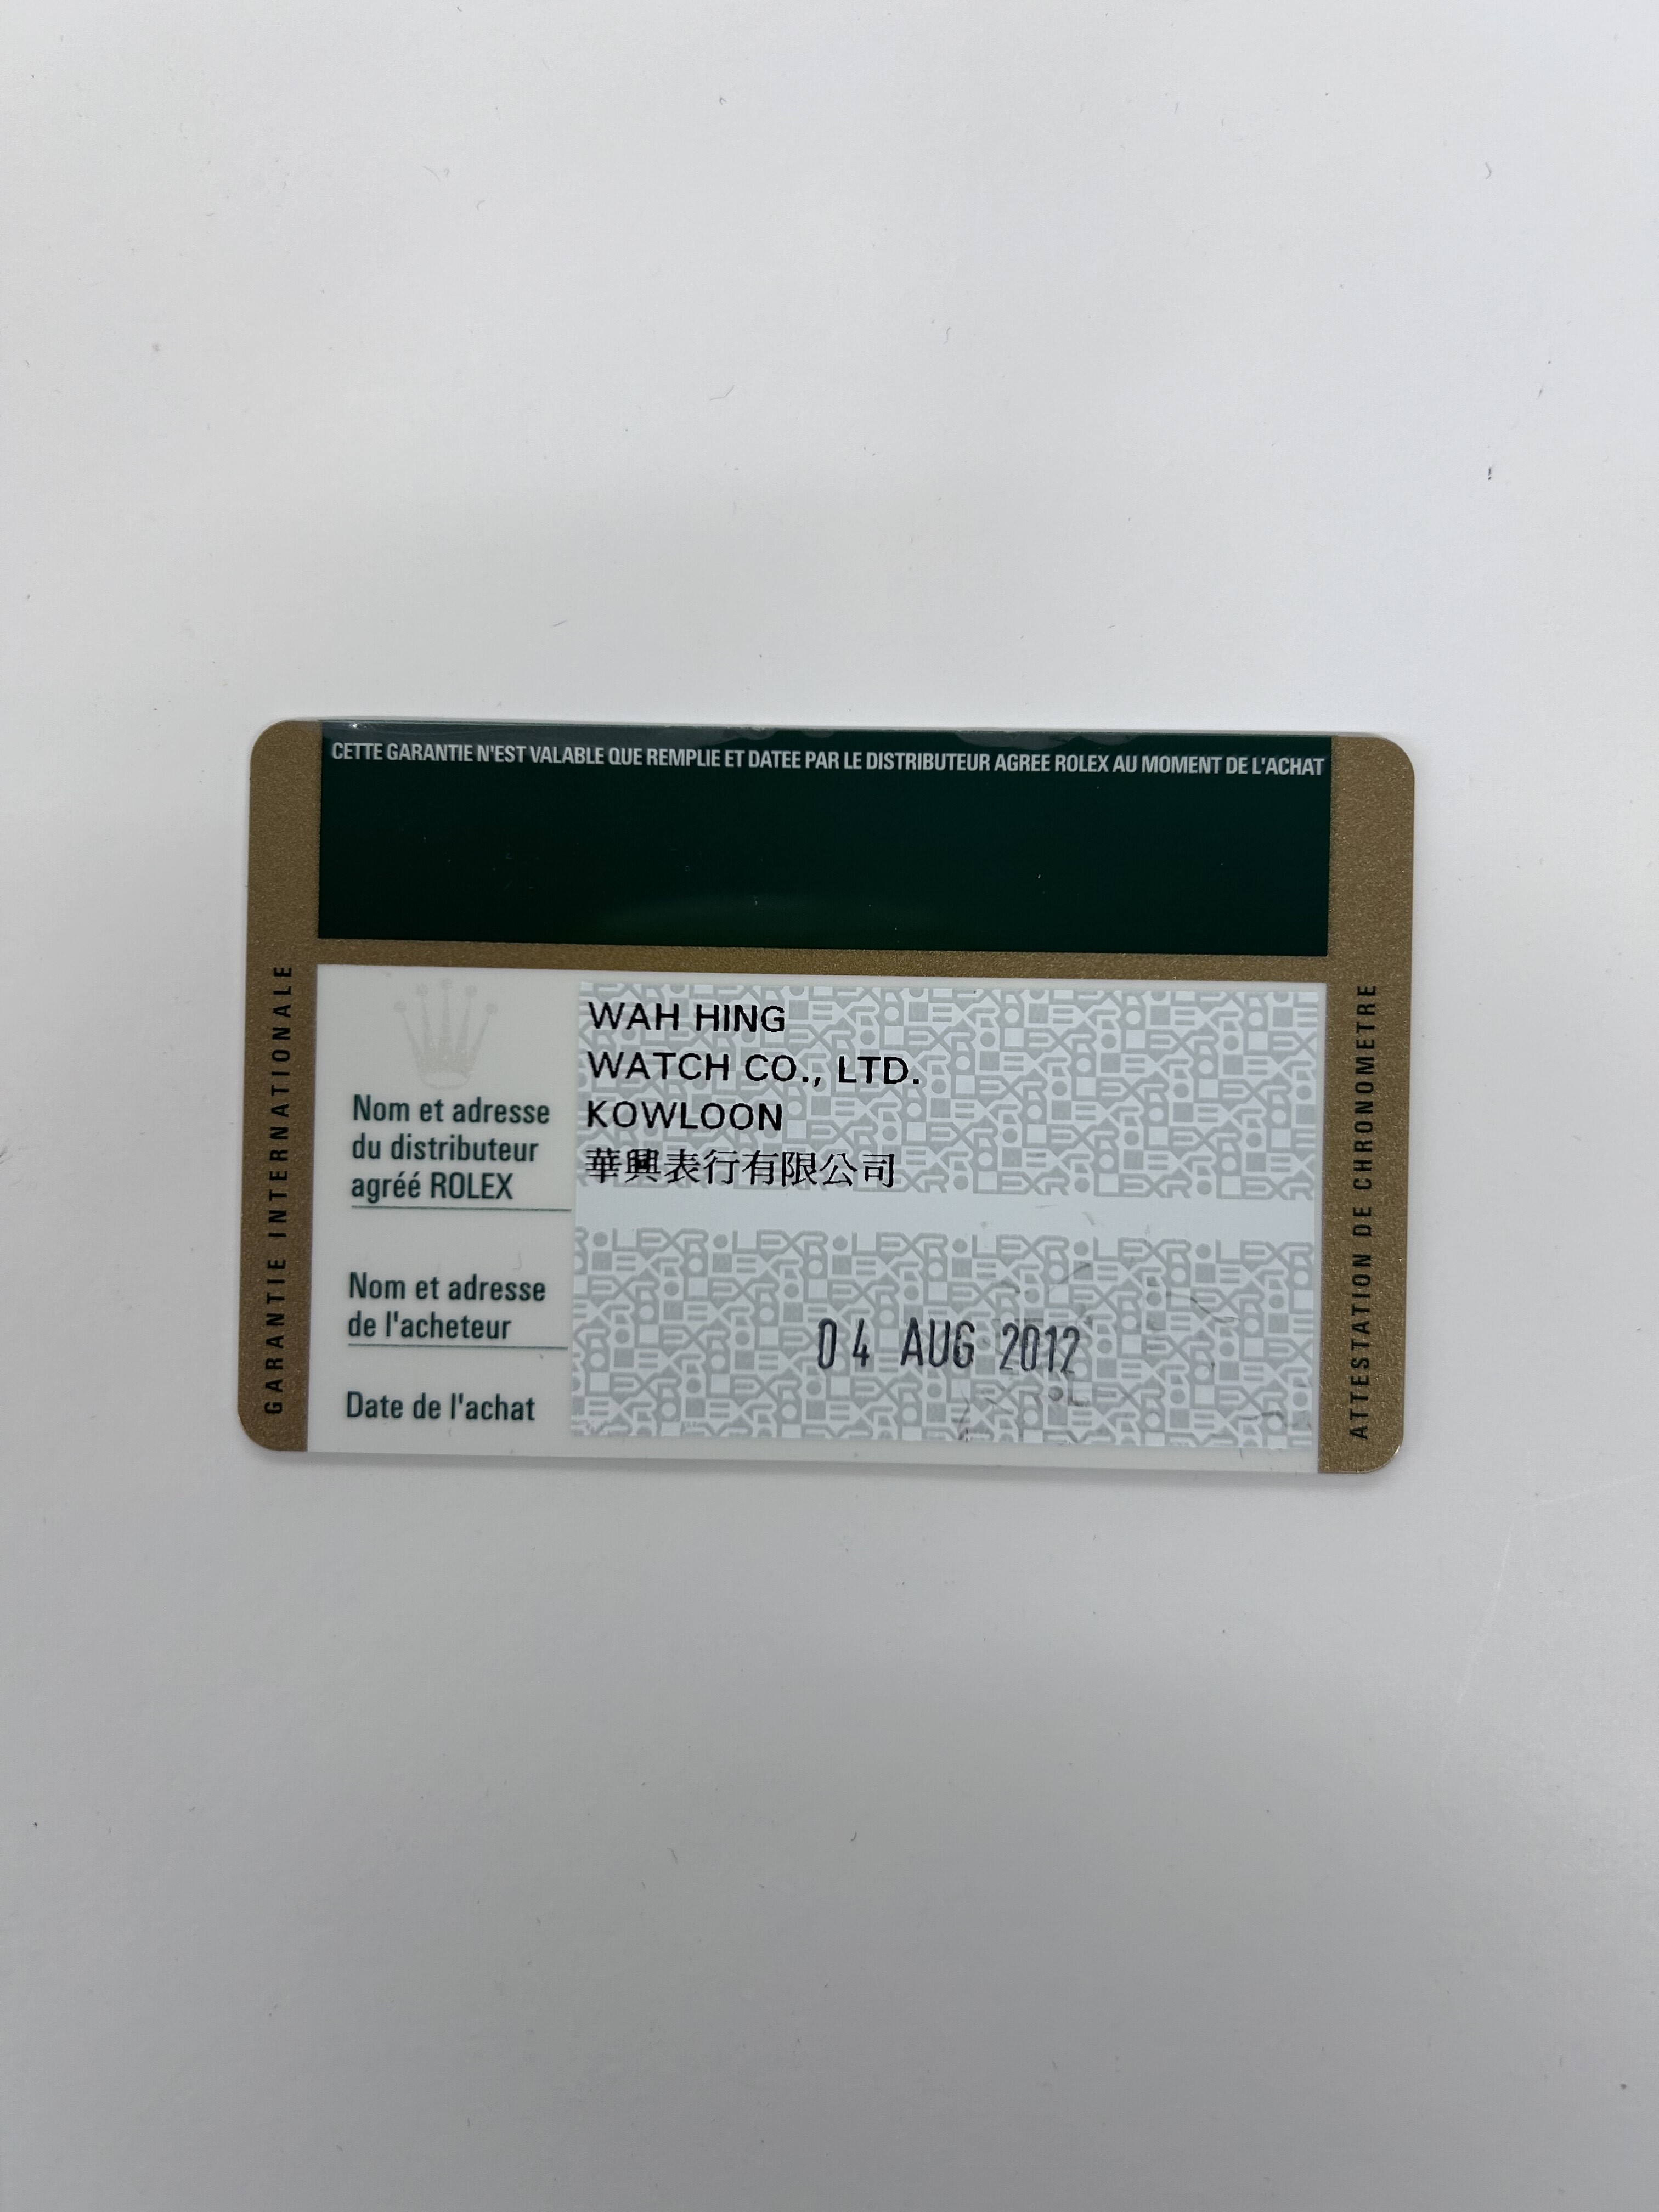 CETTE GARANTIE N'EST VALABLE QUE REMPLIE ET DATEE PAR LE DISTRIBUTEUR AGREE ROLEX AU MOMENT DE L'ACHAT
GARANTIE INTERNATIONALE
Nom et adresse
du distributeur
agréé ROLEX
WAH HING
WATCH CO., LTD.
KOWLOON
華興表行有限公司
Nom et adresse
de l'acheteur
04 AUG 2012
Date de l'achat
ATTESTATION DE CHRONOMETRE